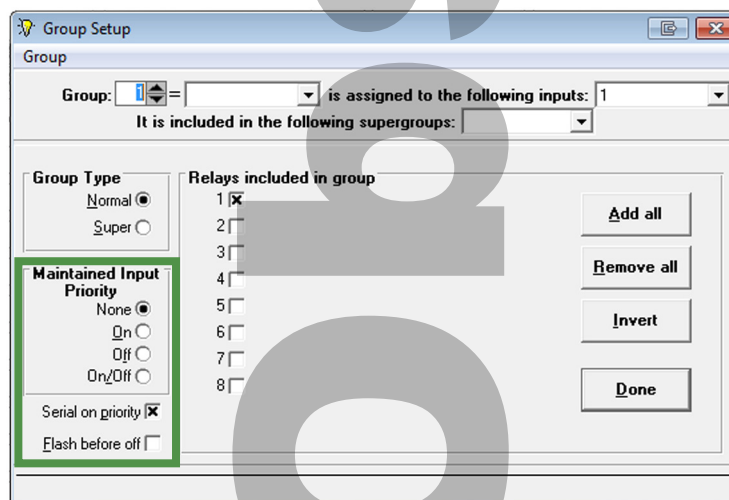 Group Setup
Group
Group: 1 = is assigned to the following inputs: 1
It is included in the following supergroups:
Group Type
Normal
Super
Maintained Input
Priority
None
On
Off
On/Off
Serial on priority
Flash before off
Relays included in group
1
2
3
4
5
6
7
8
Add all
Remove all
Invert
Done